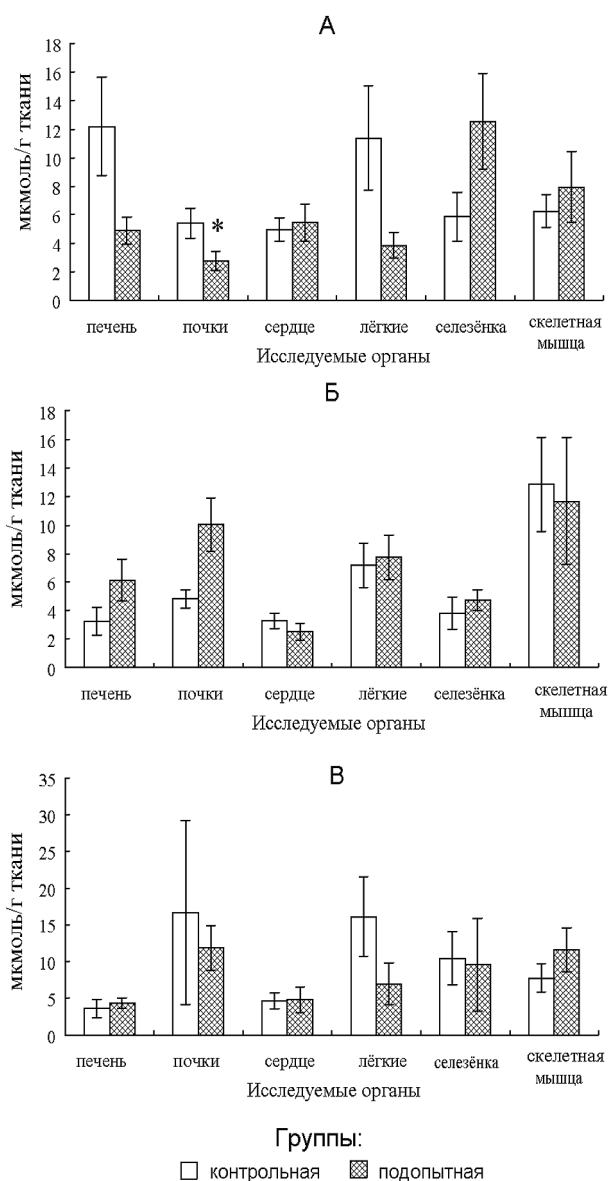 А
мкмоль/г ткани
18
16
14
12
10
8
6
4
2
0
*
печень почки сердце лёгкие селезёнка скелетная
мышца
Исследуемые органы
Б
мкмоль/г ткани
18
16
14
12
10
8
6
4
2
0
печень почки сердце лёгкие селезёнка скелетная
мышца
Исследуемые органы
В
мкмоль/г ткани
35
30
25
20
15
10
5
0
печень почки сердце лёгкие селезёнка скелетная
мышца
Исследуемые органы
Группы:
контрольная подопытная